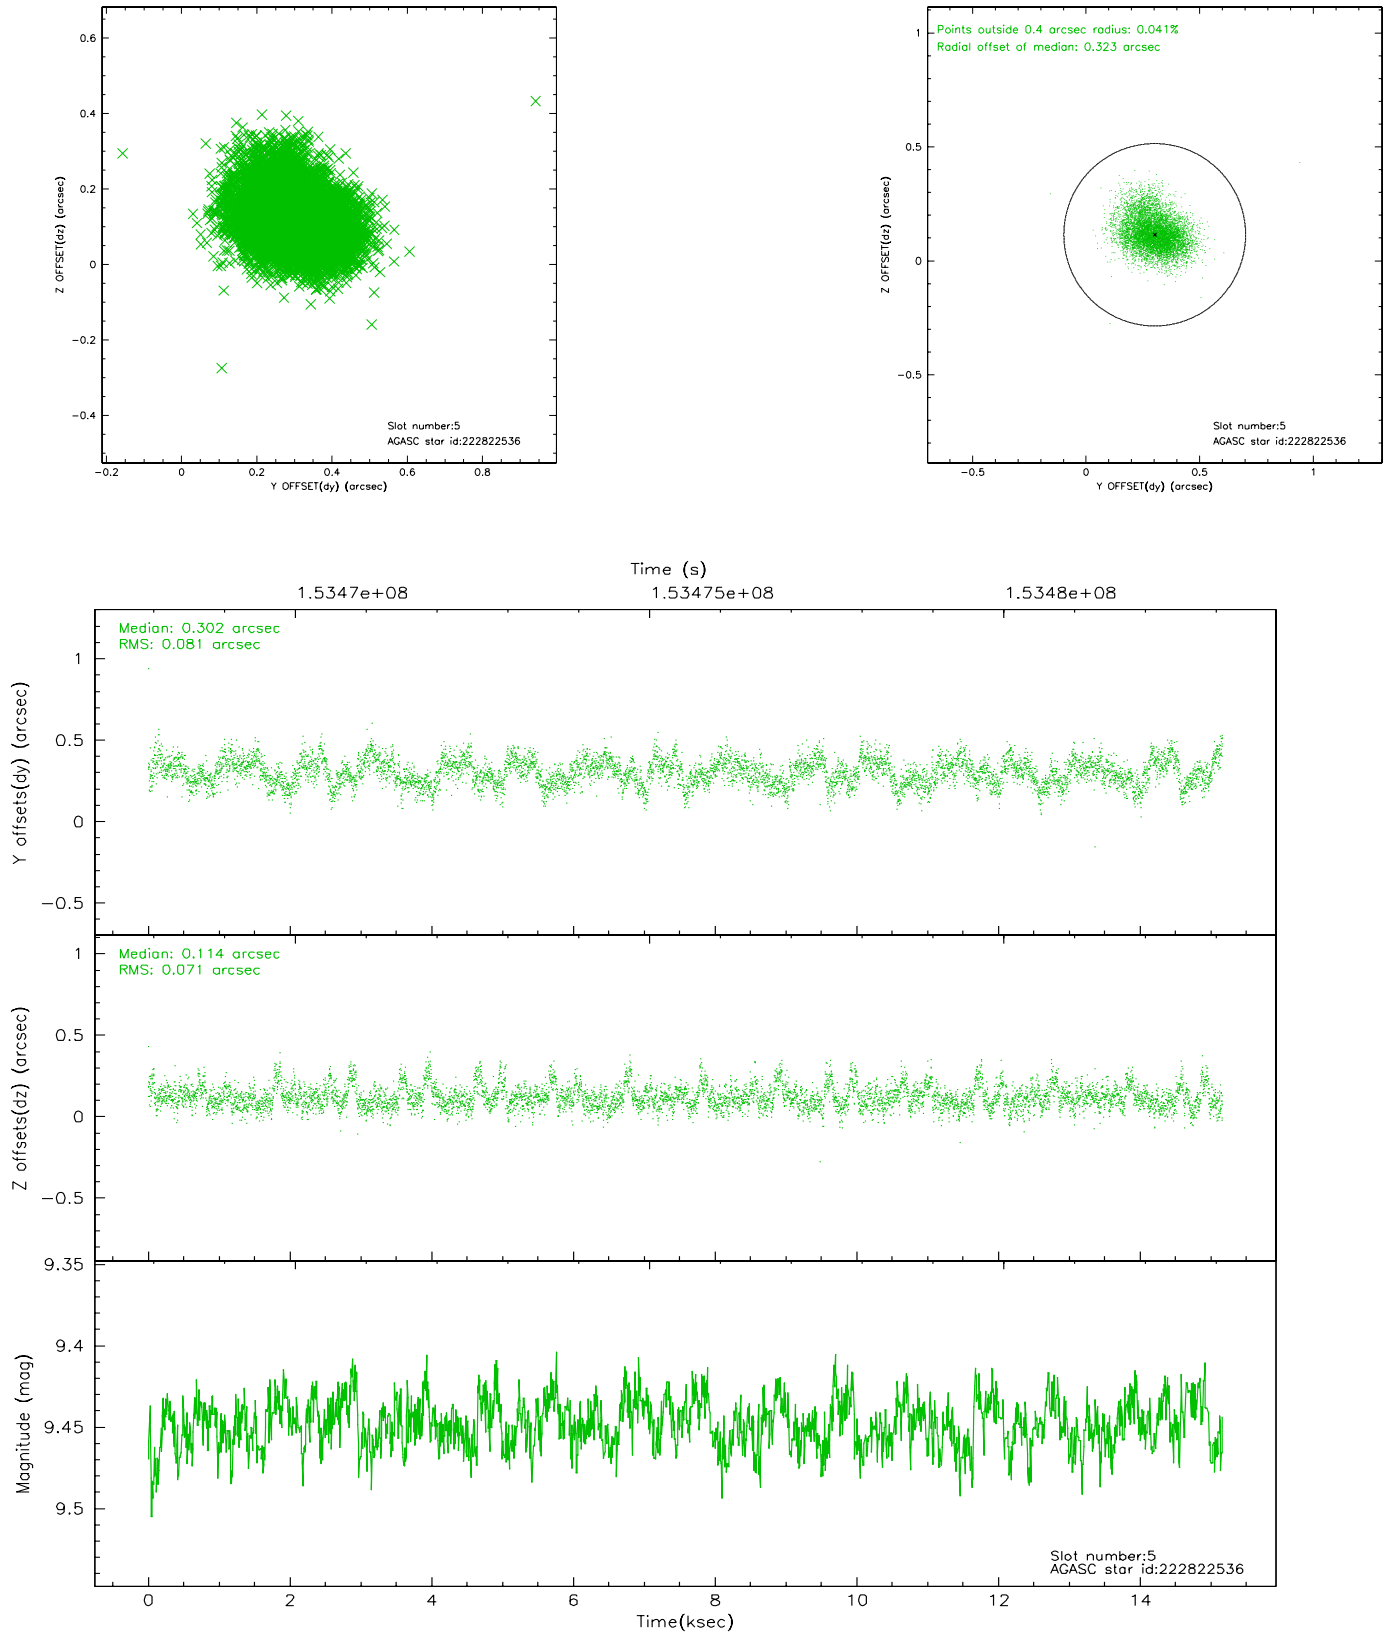 0.6
0.4
0.2
0
−0.2
−0.4
Z OFFSET(dz) (arcsec)
Slot number:5
AGASC star id:222822536
−0.2 0 0.2 0.4 0.6 0.8
Y OFFSET(dy) (arcsec)
Points outside 0.4 arcsec radius: 0.041%
Radial offset of median: 0.323 arcsec
1
0.5
0
−0.5
Z OFFSET(dz) (arcsec)
Slot number:5
AGASC star id:222822536
−0.5 0 0.5 1
Y OFFSET(dy) (arcsec)
Time (s)
1.5347e+08 1.53475e+08 1.5348e+08
Median: 0.302 arcsec
RMS: 0.081 arcsec
1
0.5
0
−0.5
Y offsets(dy) (arcsec)
Median: 0.114 arcsec
RMS: 0.071 arcsec
1
0.5
0
−0.5
Z offsets(dz) (arcsec)
9.35
9.4
9.45
9.5
Magnitude (mag)
Slot number:5
AGASC star id:222822536
0 2 4 6 8 10 12 14
Time(ksec)